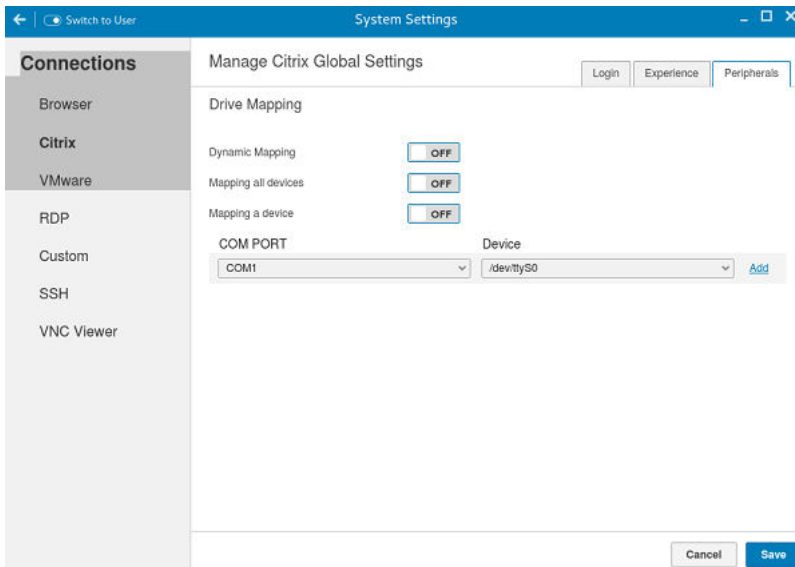 Switch to User
System Settings
Connections
Browser
Citrix
VMware
RDP
Custom
SSH
VNC Viewer
Manage Citrix Global Settings
Login Experience Peripherals
Drive Mapping
Dynamic Mapping OFF
Mapping all devices OFF
Mapping a device OFF
COM PORT Device
COM1 /dev/ttyS0 Add
Cancel Save